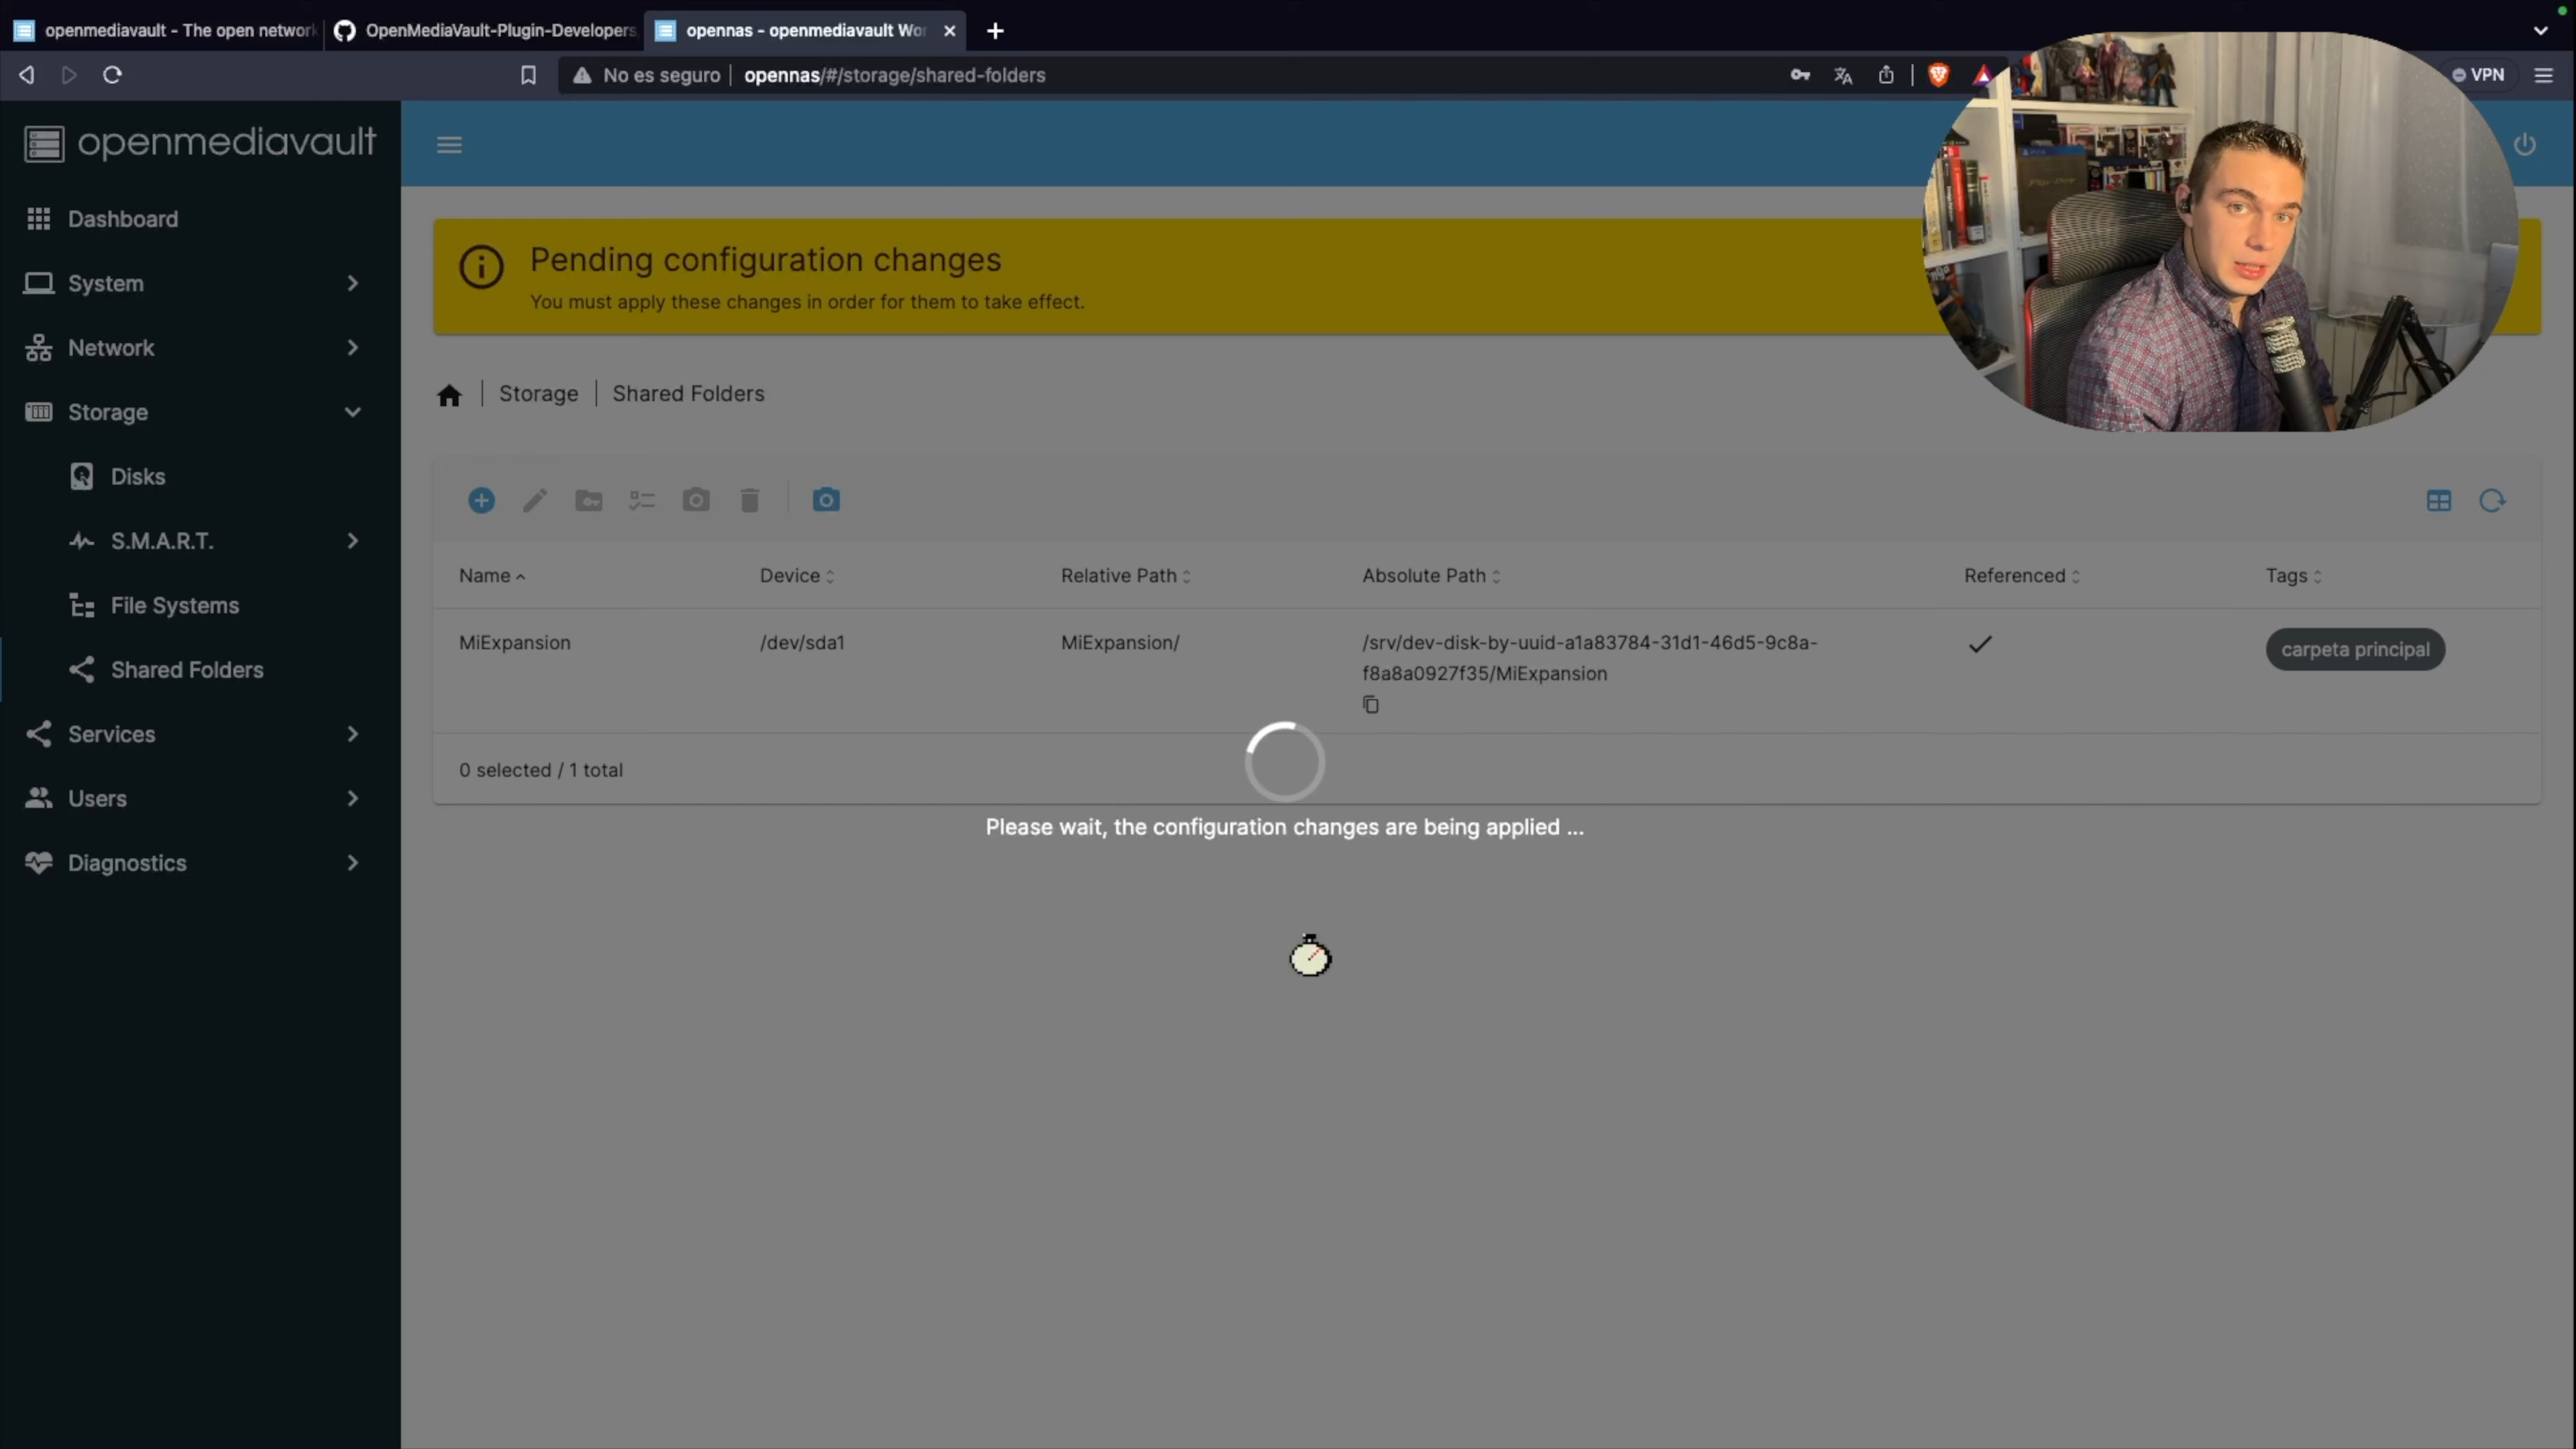 openmediavault - The open network
OpenMediaVault-Plugin-Developers
opennas - openmediavault Wor
No es seguro
opennas/#/storage/shared-folders
VPN
openmediavault
Dashboard
System
Network
Storage
Disks
S.M.A.R.T.
File Systems
Shared Folders
Services
Users
Diagnostics
Pending configuration changes
You must apply these changes in order for them to take effect.
Storage
Shared Folders
Name
Device
Relative Path
Absolute Path
Referenced
Tags
MiExpansion
/dev/sda1
MiExpansion/
/srv/dev-disk-by-uuid-a1a83784-31d1-46d5-9c8a-
f8a8a0927f35/MiExpansion
carpeta principal
0 selected / 1 total
Please wait, the configuration changes are being applied ...